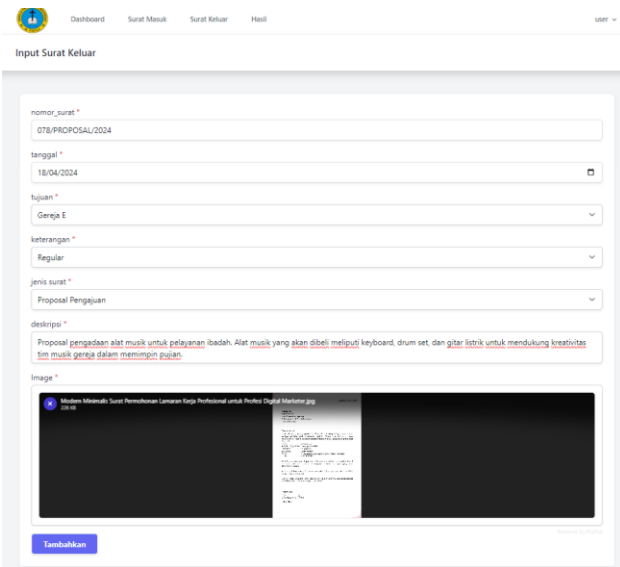 Dashboard Surat Masuk Surat Keluar Hasil user
Input Surat Keluar
nomor_surat *
078/PROPOSAL/2024
tanggal *
18/04/2024
tujuan *
Gereja E
keterangan *
Regular
jenis surat *
Proposal Pengajuan
deskripsi *
Proposal pengadaan alat musik untuk pelayanan ibadah. Alat musik yang akan dibeli meliputi keyboard, drum set, dan gitar listrik untuk mendukung kreativitas
tim musik gereja dalam memimpin pujian.
Image *
Modern Minimalis Surat Permohonan Lamaran Kerja Profesional untuk Profesi Digital Marketer.jpg
Powered by PQINA
Tambahkan